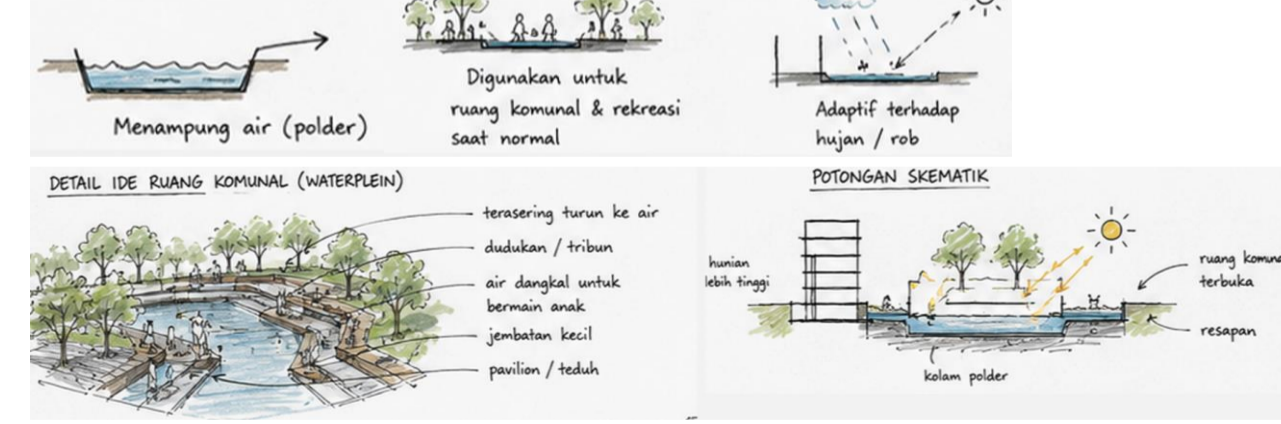 Menampung air (polder)
Digunakan untuk
ruang komunal & rekreasi
saat normal
Adaptif terhadap
hujan / rob
DETAIL IDE RUANG KOMUNAL (WATERPLEIN)
terasering turun ke air
dudukan / tribun
air dangkal untuk
bermain anak
jembatan kecil
pavilion / teduh
POTONGAN SKEMATIK
hunian
lebih tinggi
ruang komuna
terbuka
resapan
kolam polder